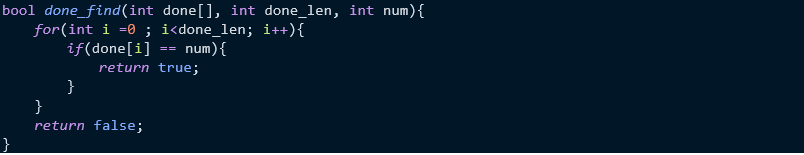 bool done_find(int done[], int done_len, int num){
    for(int i =0 ; i<done_len; i++){
        if(done[i] == num){
            return true;
        }
    }
    return false;
}